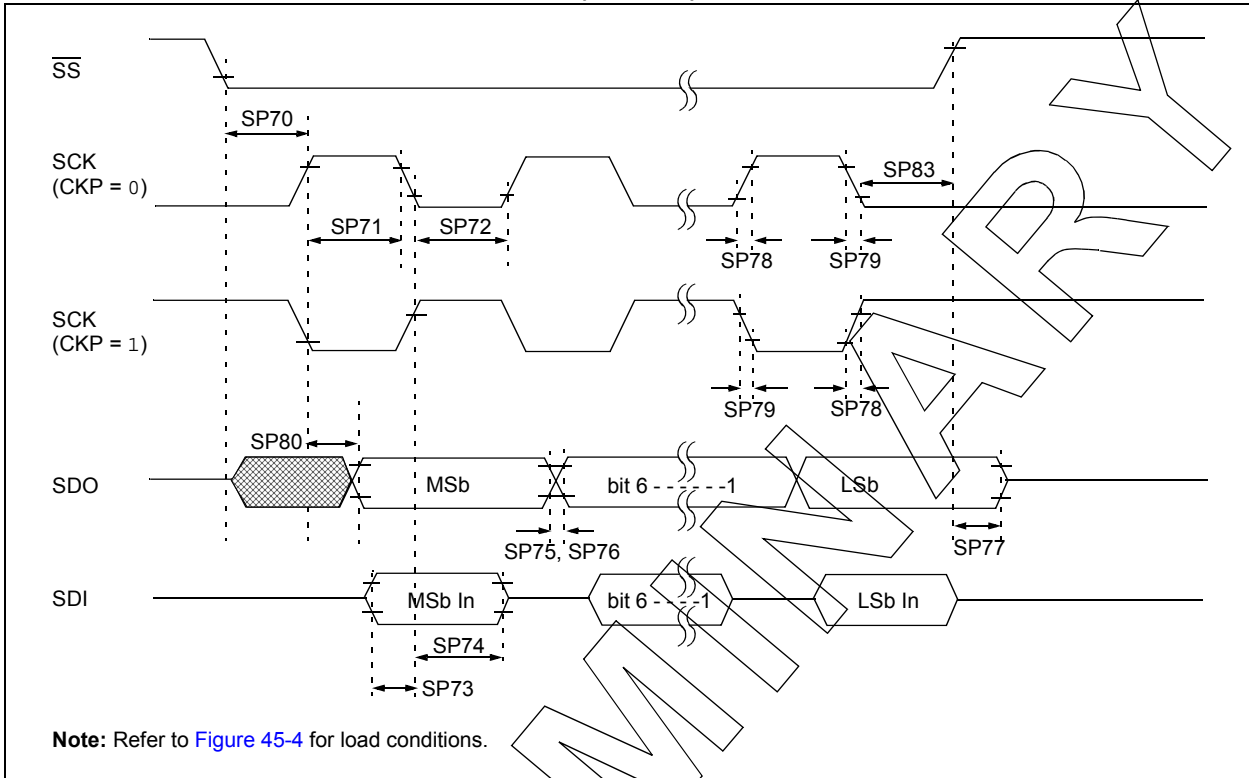 SS
SP70
SCK
(CKP = 0)
SP83
SP71
SP72
SP78
SP79
SCK
(CKP = 1)
SP79
SP78
SP80
SDO
MSb
bit 6 - - - - - - -1
LSb
SP75, SP76
SP77
SDI
MSb In
bit 6 - - - - -1
LSb In
SP74
SP73
Note: Refer to Figure 45-4 for load conditions.
M I N A R Y